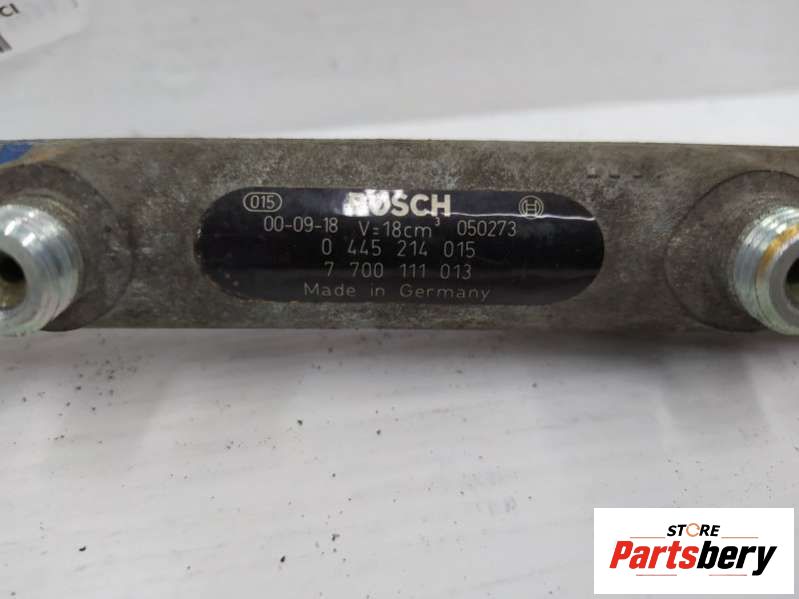 CI
015
BOSCH
00-09-18 V=18cm³ 050273
0 445 214 015
7 700 111 013
Made in Germany
STORE
Partsbery